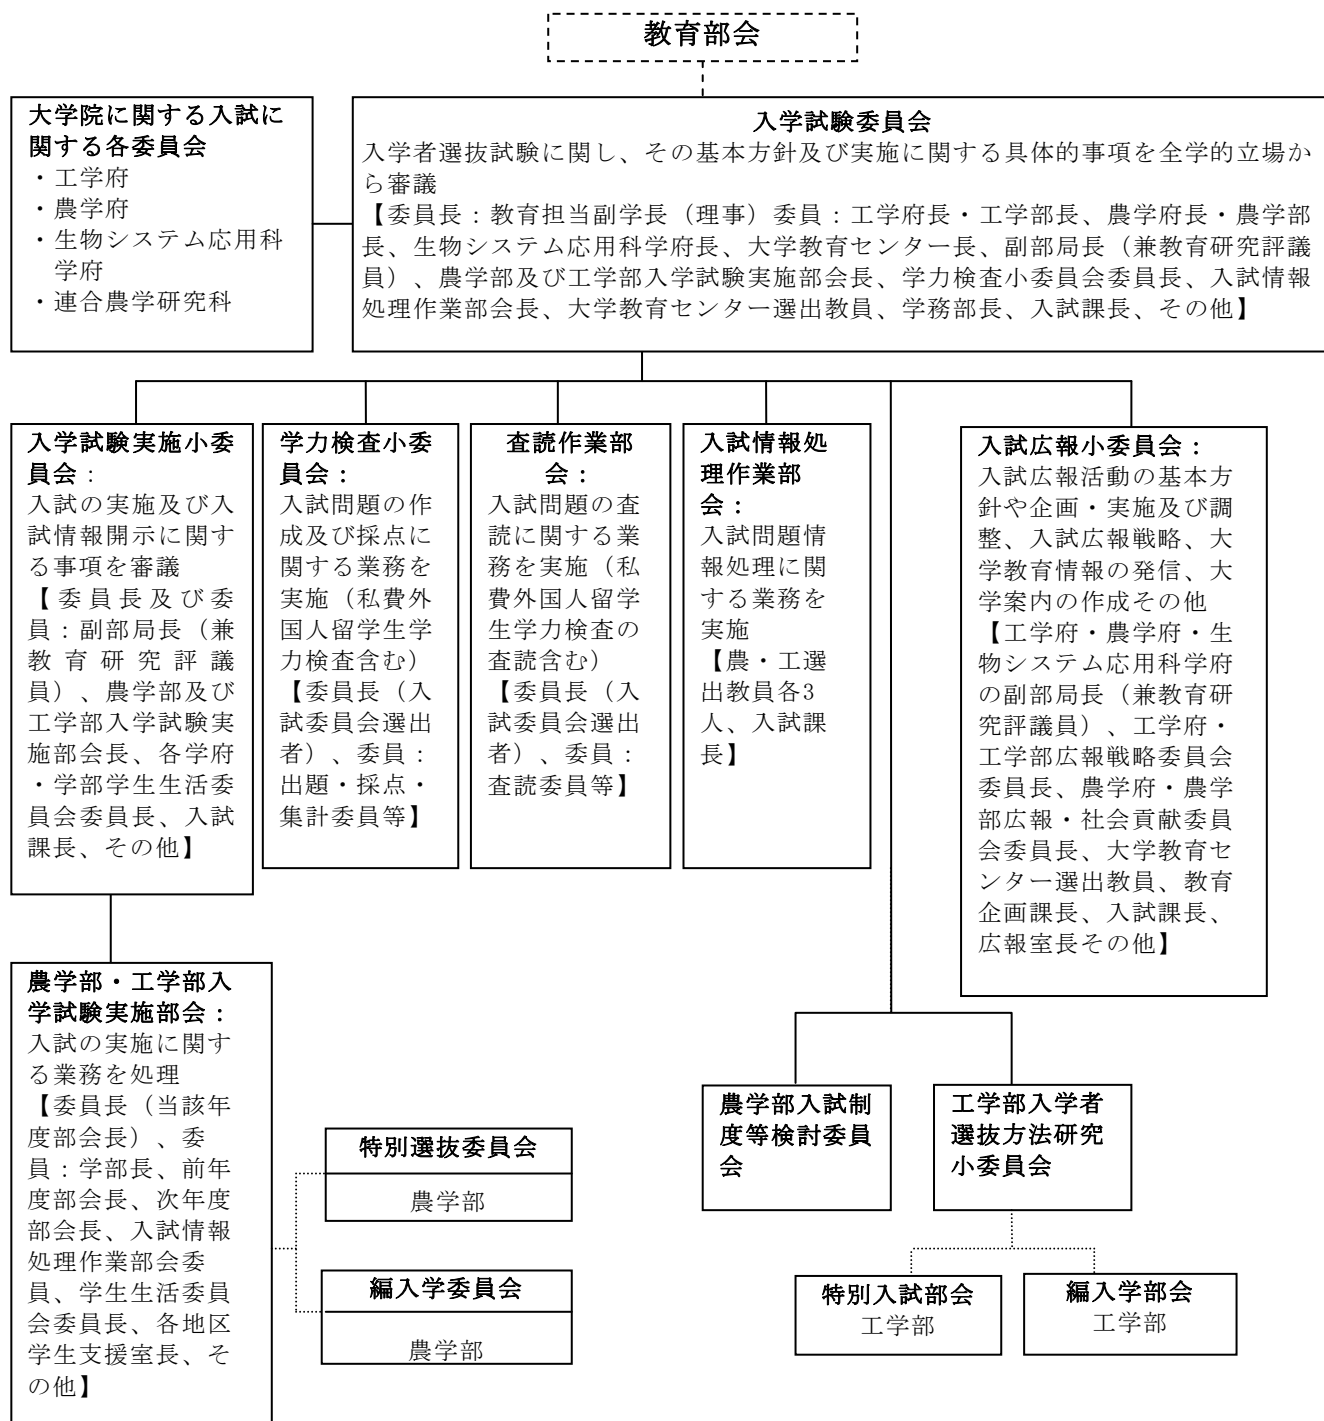 教育部会
大学院に関する入試に
関する各委員会
・工学府
・農学府
・生物システム応用科
学府
・連合農学研究科
入学試験委員会
入学者選抜試験に関し、その基本方針及び実施に関する具体的事項を全学的立場か
ら審議
【委員長：教育担当副学長（理事）委員：工学府長・工学部長、農学府長・農学部
長、生物システム応用科学府長、大学教育センター長、副部局長（兼教育研究評議
員）、農学部及び工学部入学試験実施部会長、学力検査小委員会委員長、入試情報
処理作業部会長、大学教育センター選出教員、学務部長、入試課長、その他】
入学試験実施小委
員会：
入試の実施及び入
試情報開示に関す
る事項を審議
【委員長及び委
員：副部局長（兼
教育研究評議
員）、農学部及び
工学部入学試験実
施部会長、各学府
・学部学生生活委
員会委員長、入試
課長、その他】
学力検査小委
員会：
入試問題の作
成及び採点に
関する業務を
実施（私費外
国人留学生学
力検査含む）
【委員長（入
試委員会選出
者）、委員：
出題・採点・
集計委員等】
査読作業部
会：
入試問題の査
読に関する業
務を実施（私
費外国人留学
生学力検査の
査読含む）
【委員長（入
試委員会選出
者）、委員：
査読委員等】
入試情報処
理作業部
会：
入試問題情
報処理に関
する業務を
実施
【農・工選
出教員各3
人、入試課
長】
入試広報小委員会：
入試広報活動の基本方
針や企画・実施及び調
整、入試広報戦略、大
学教育情報の発信、大
学案内の作成その他
【工学府・農学府・生
物システム応用科学府
の副部局長（兼教育研
究評議員）、工学府・
工学部広報戦略委員会
委員長、農学府・農学
部広報・社会貢献委員
会委員長、大学教育セ
ンター選出教員、教育
企画課長、入試課長、
広報室長その他】
農学部・工学部入
学試験実施部会：
入試の実施に関す
る業務を処理
【委員長（当該年
度部会長）、委
員：学部長、前年
度部会長、次年度
部会長、入試情報
処理作業部会委
員、学生生活委員
会委員長、各地区
学生支援室長、そ
の他】
特別選抜委員会
農学部
編入学委員会
農学部
農学部入試制
度等検討委員
会
工学部入学者
選抜方法研究
小委員会
特別入試部会
工学部
編入学部会
工学部